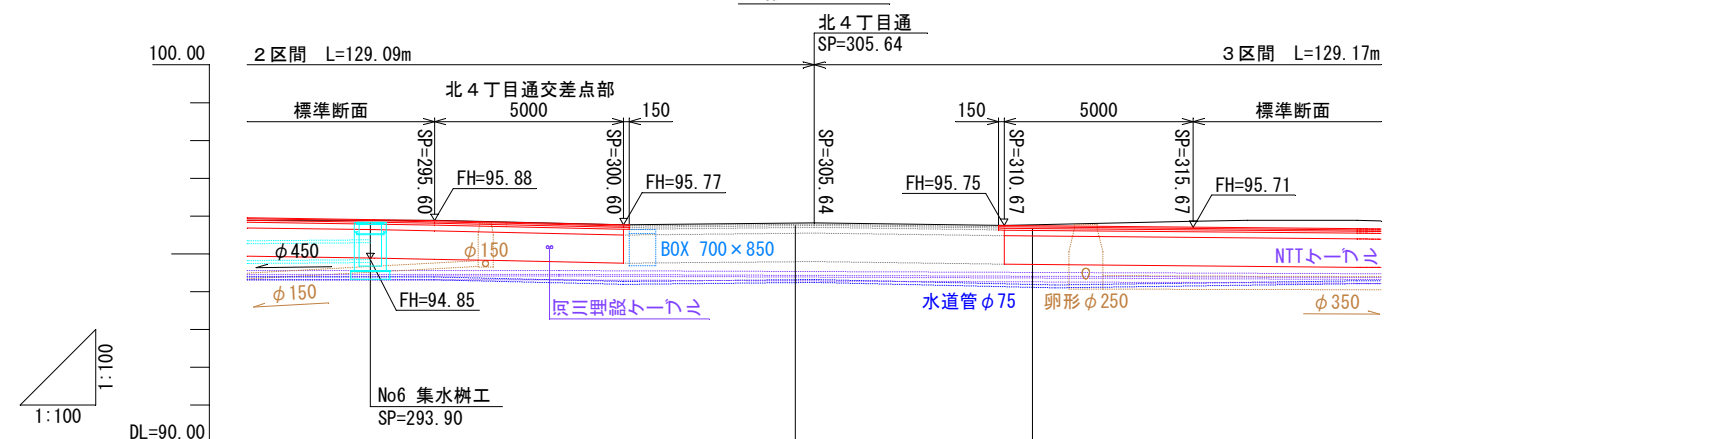 北４丁目通
SP=305.64
100.00
２区間 L=129.09m
３区間 L=129.17m
北４丁目通交差点部
標準断面
5000
150
150
5000
標準断面
SP=295.60
SP=300.60
SP=305.64
SP=310.67
SP=315.67
FH=95.88
FH=95.77
FH=95.75
FH=95.71
φ450
φ150
BOX 700×850
NTTケーブル
φ150
FH=94.85
河川埋設ケーブル
水道管φ75
卵形φ250
φ350
1:100
1:100
No6 集水桝工
SP=293.90
DL=90.00